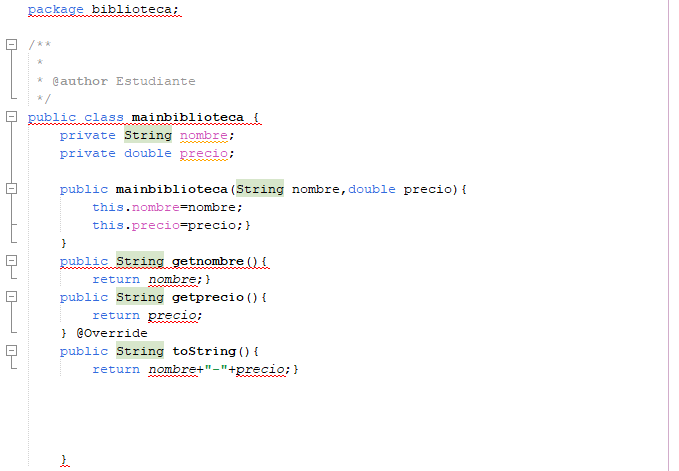 package biblioteca;
/**
 *
 * @author Estudiante
 */
public class mainbiblioteca {
    private String nombre;
    private double precio;
    public mainbiblioteca(String nombre,double precio){
        this.nombre=nombre;
        this.precio=precio;}
    }
    public String getnombre(){
        return nombre;}
    public String getprecio(){
        return precio;
    } @Override
    public String toString(){
        return nombre+"-"+precio;}
    }